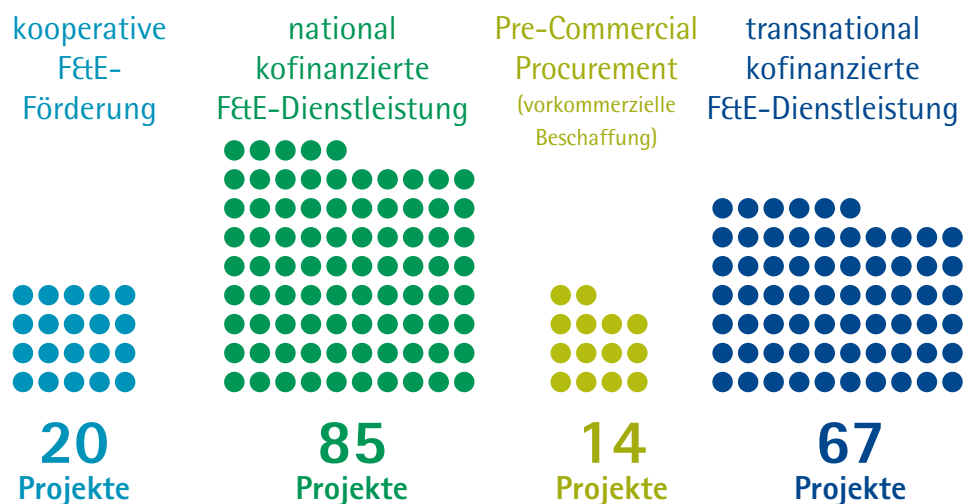 kooperative
F&E-
Förderung
national
kofinanzierte
F&E-Dienstleistung
Pre-Commercial
Procurement
(vorkommerzielle
Beschaffung)
transnational
kofinanzierte
F&E-Dienstleistung
20
Projekte
85
Projekte
14
Projekte
67
Projekte